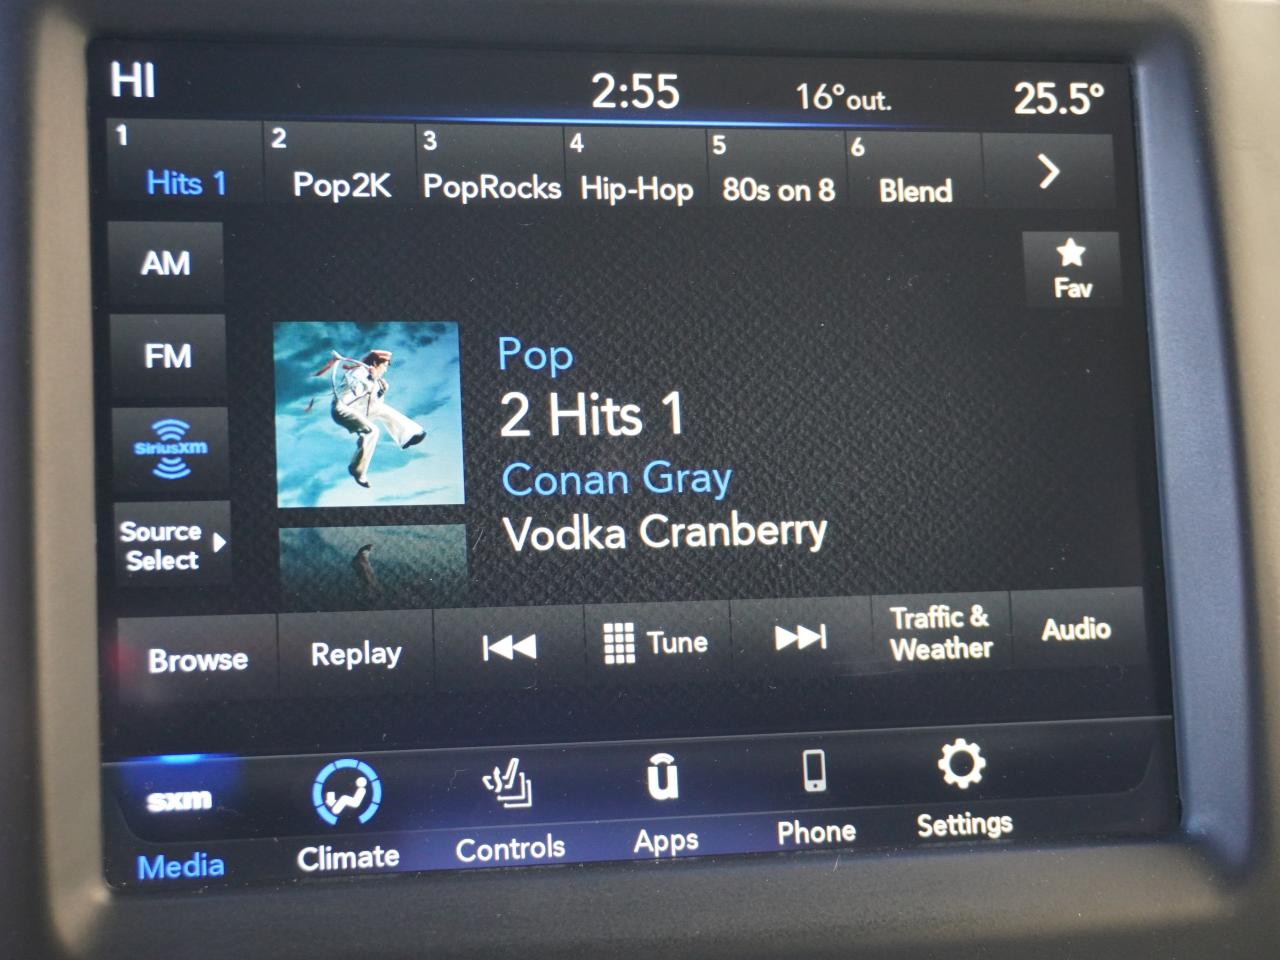 HI 2:55 16°out. 25.5°
1 2 3 4 5 6
Hits 1 Pop2K PopRocks Hip-Hop 80s on 8 Blend
AM
Fav
FM
Pop
2 Hits 1
SiriusXM
Conan Gray
Source
Select
Vodka Cranberry
Browse Replay Tune Traffic &
Weather Audio
sxm
Media Climate Controls Apps Phone Settings